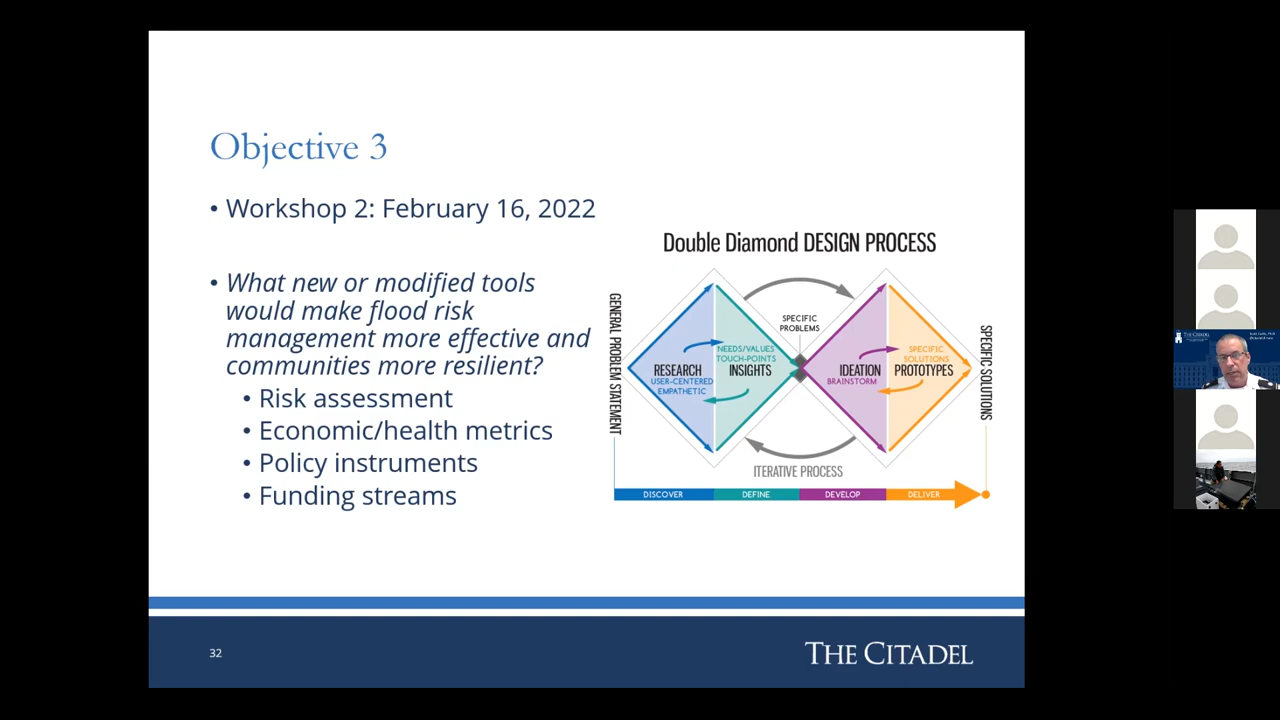 Objective 3
• Workshop 2: February 16, 2022
• What new or modified tools
would make flood risk
management more effective and
communities more resilient?
• Risk assessment
• Economic/health metrics
• Policy instruments
• Funding streams
Double Diamond DESIGN PROCESS
GENERAL PROBLEM STATEMENT
RESEARCH
USER-CENTERED
EMPATHETIC
NEEDS/VALUES
TOUCH-POINTS
INSIGHTS
SPECIFIC
PROBLEMS
IDEATION
BRAINSTORM
SPECIFIC
SOLUTIONS
PROTOTYPES
SPECIFIC SOLUTIONS
ITERATIVE PROCESS
DISCOVER
DEFINE
DEVELOP
DELIVER
32
THE CITADEL
THE CITADEL